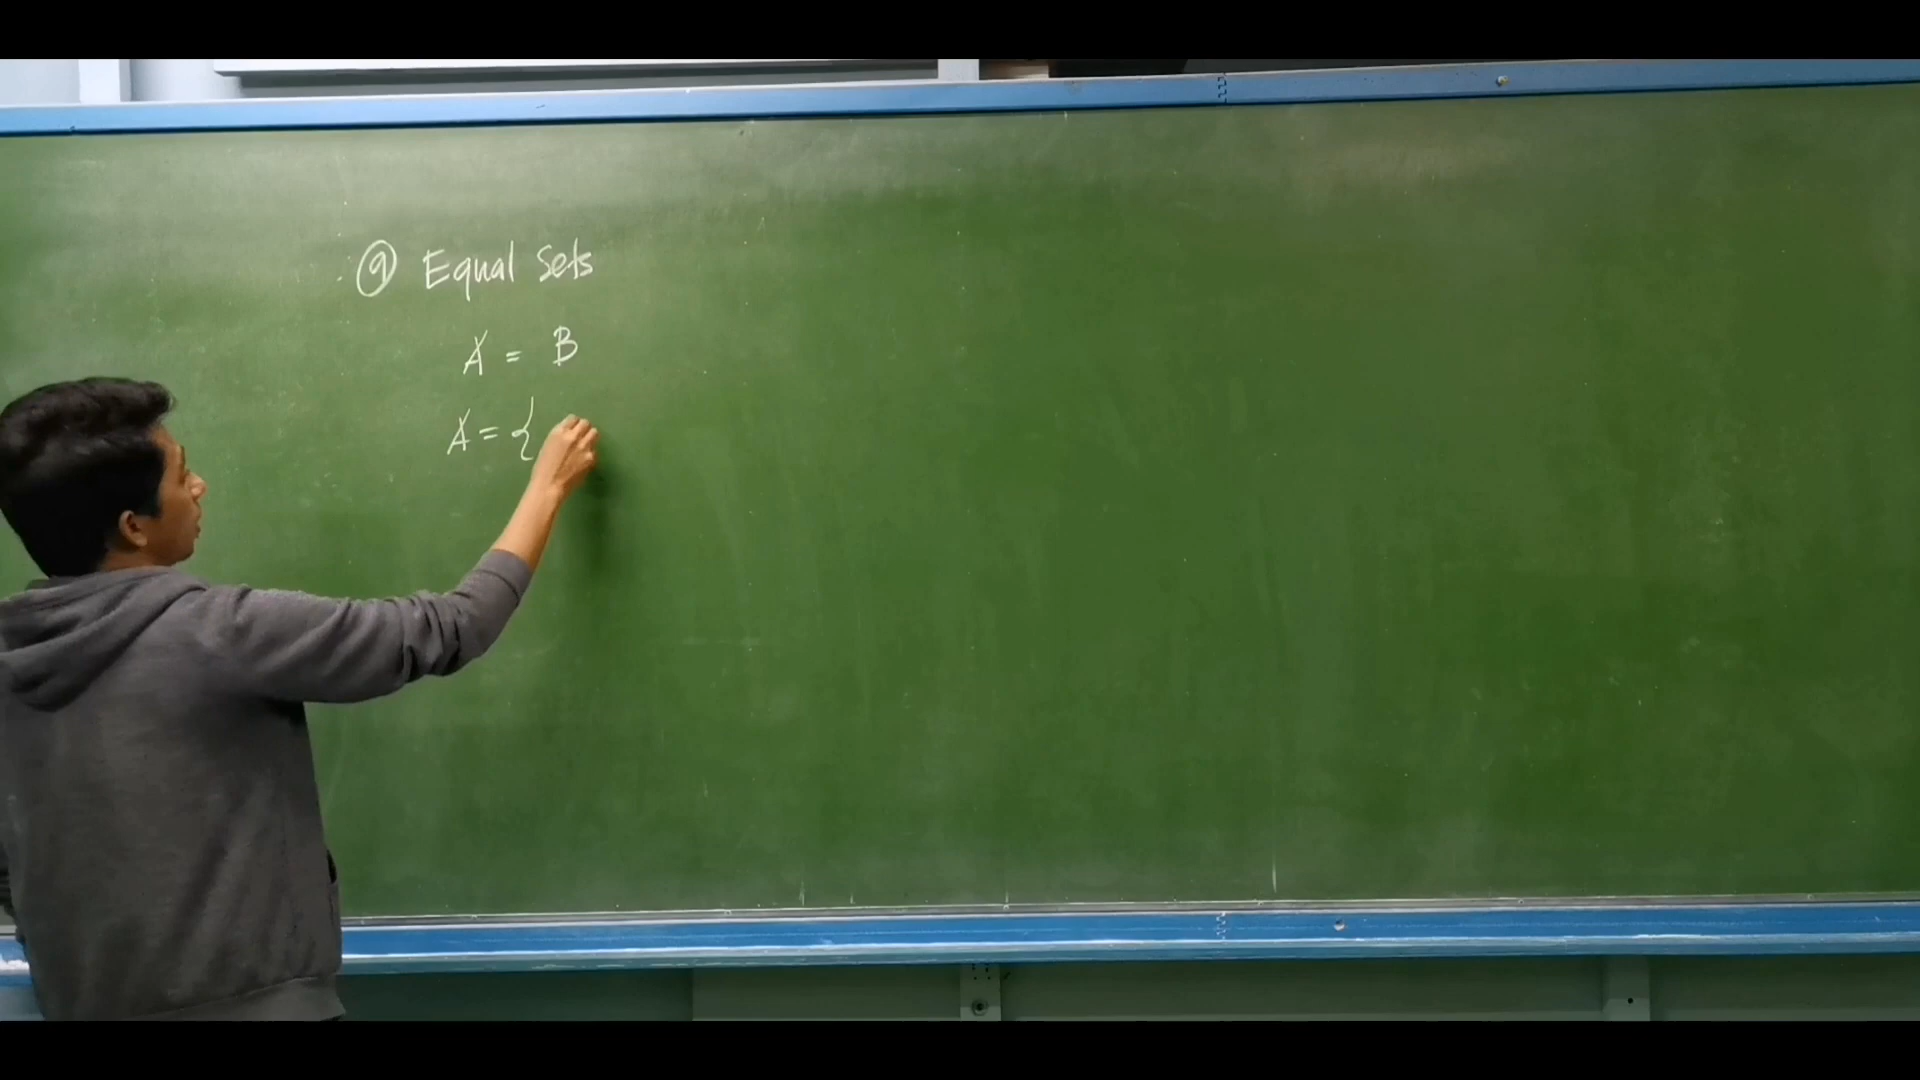 ⑨ Equal Sets
A = B
A = {